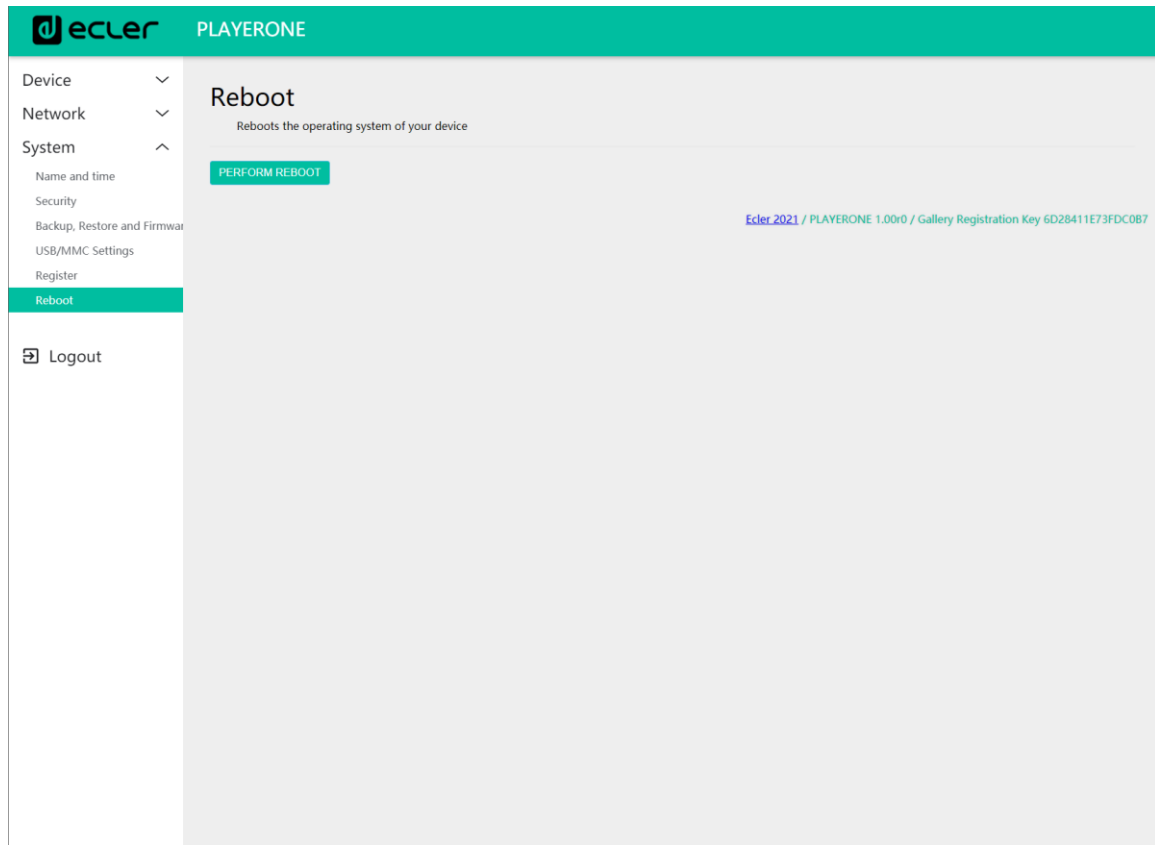 ecler
PLAYERONE
Device
Network
System
Name and time
Security
Backup, Restore and Firmwar
USB/MMC Settings
Register
Reboot
Logout
Reboot
Reboots the operating system of your device
PERFORM REBOOT
Ecler 2021 / PLAYERONE 1.00r0 / Gallery Registration Key 6D28411E73FDC0B7